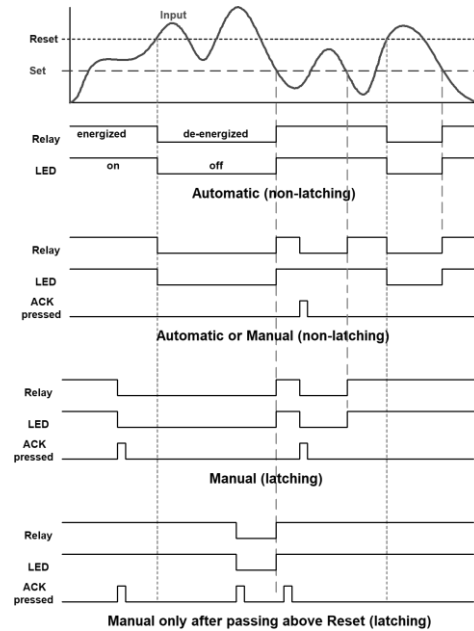 Input
Reset
Set
energized de-energized
Relay
on off
LED
Automatic (non-latching)
Relay
LED
ACK
pressed
Automatic or Manual (non-latching)
Relay
LED
ACK
pressed
Manual (latching)
Relay
LED
ACK
pressed
Manual only after passing above Reset (latching)